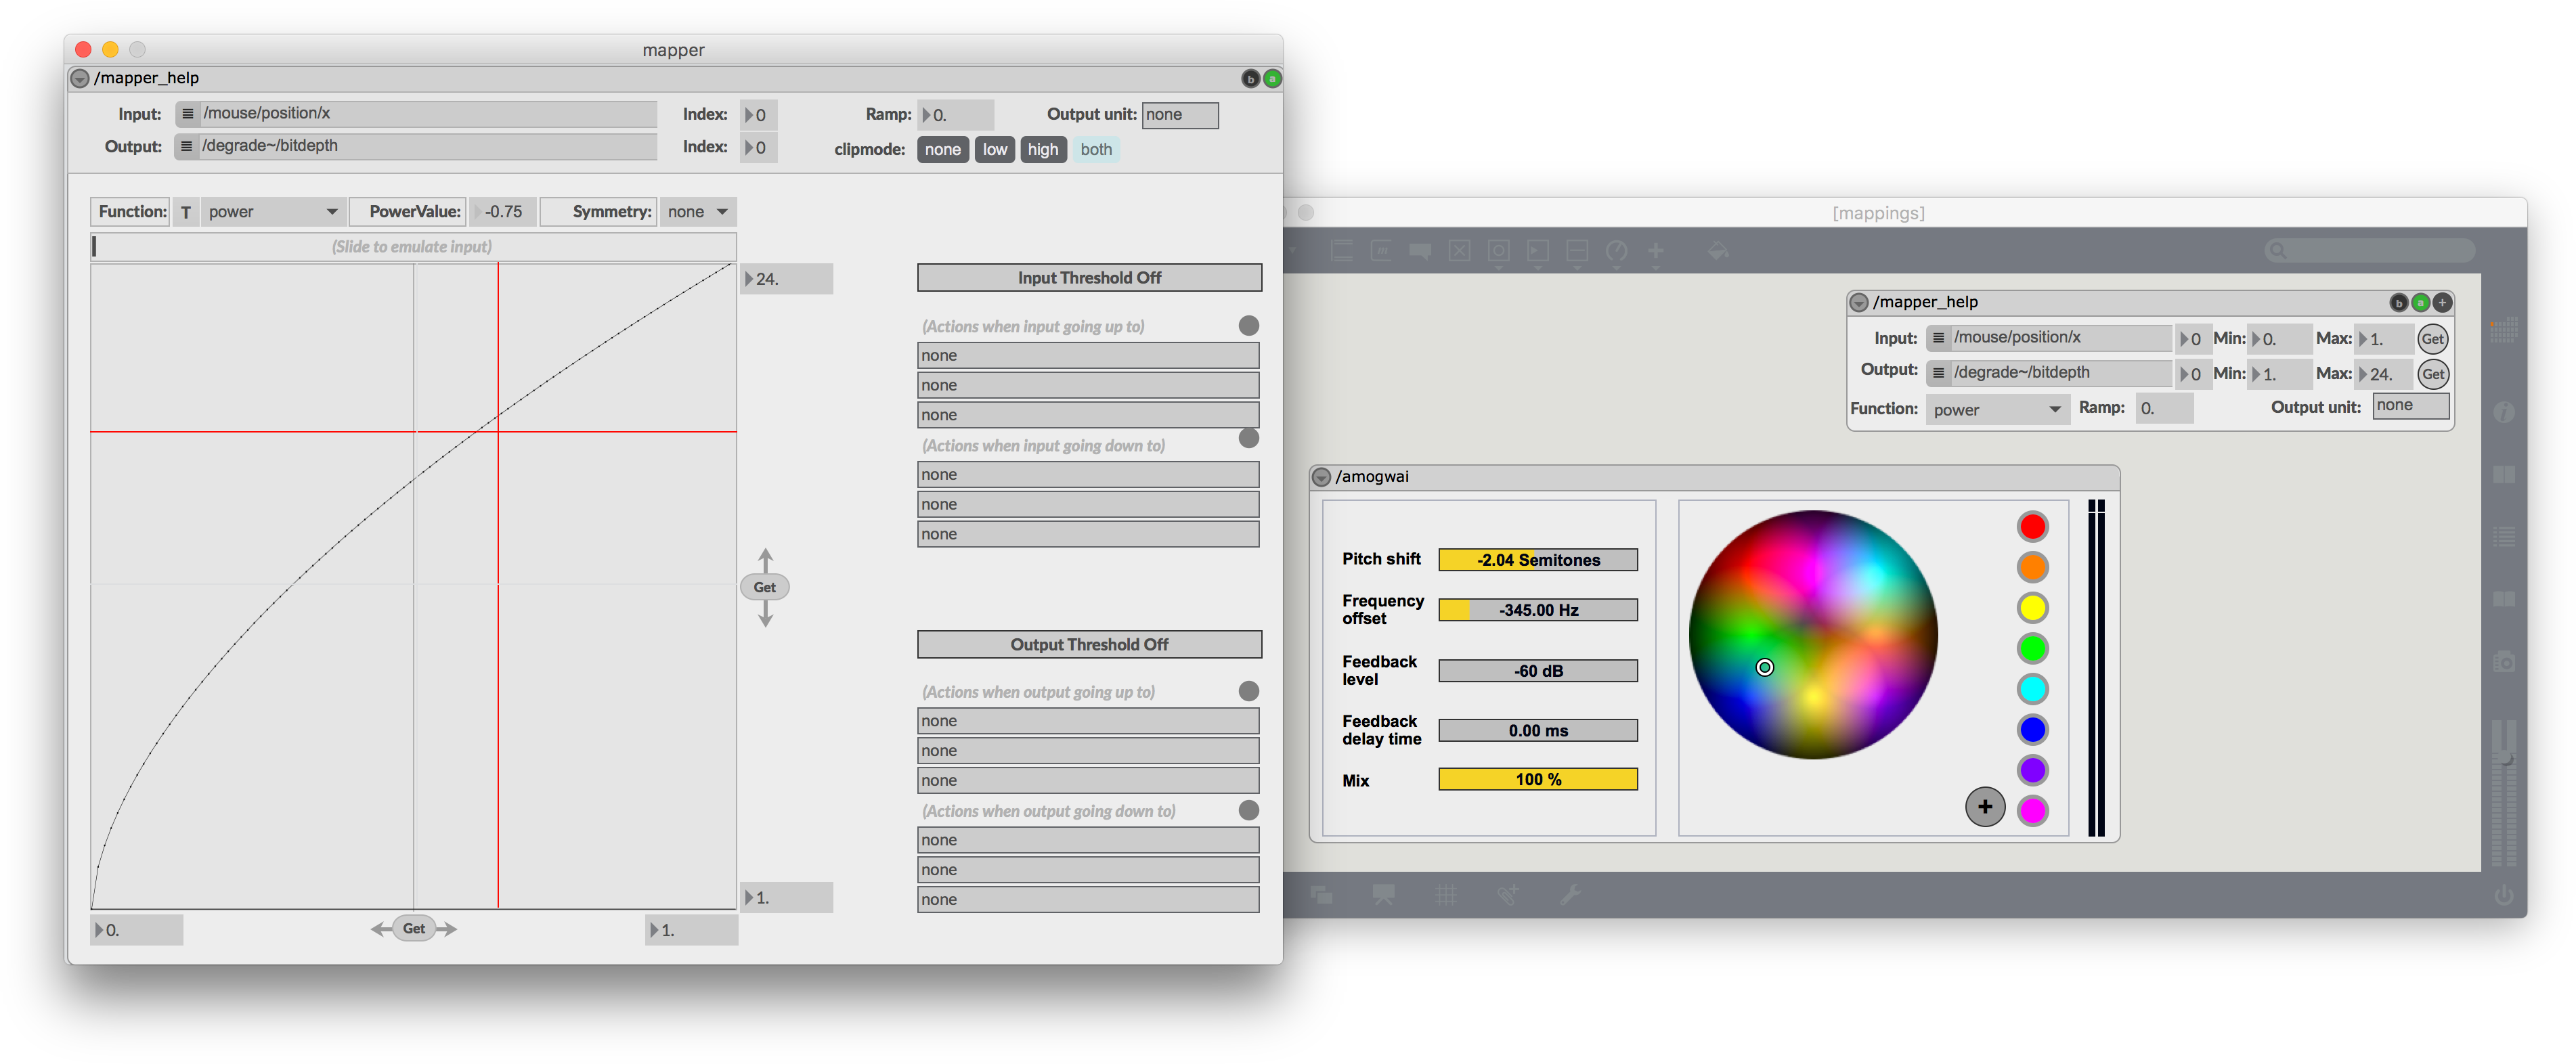 mapper
/mapper_help
b a
Input: /mouse/position/x Index: 0 Ramp: 0. Output unit: none
Output: /degrade~/bitdepth Index: 0 clipmode: none low high both
Function: T power PowerValue: -0.75 Symmetry: none
(Slide to emulate input)
24.
Get
1.
0. Get 1.
Input Threshold Off
(Actions when input going up to)
none
none
none
(Actions when input going down to)
none
none
none
Output Threshold Off
(Actions when output going up to)
none
none
none
(Actions when output going down to)
none
none
none
[mappings]
/mapper_help
b a +
Input: /mouse/position/x 0 Min: 0. Max: 1. Get
Output: /degrade~/bitdepth 0 Min: 1. Max: 24. Get
Function: power Ramp: 0. Output unit: none
/amogwai
Pitch shift -2.04 Semitones
Frequency
offset -345.00 Hz
Feedback
level -60 dB
Feedback
delay time 0.00 ms
Mix 100 %
+